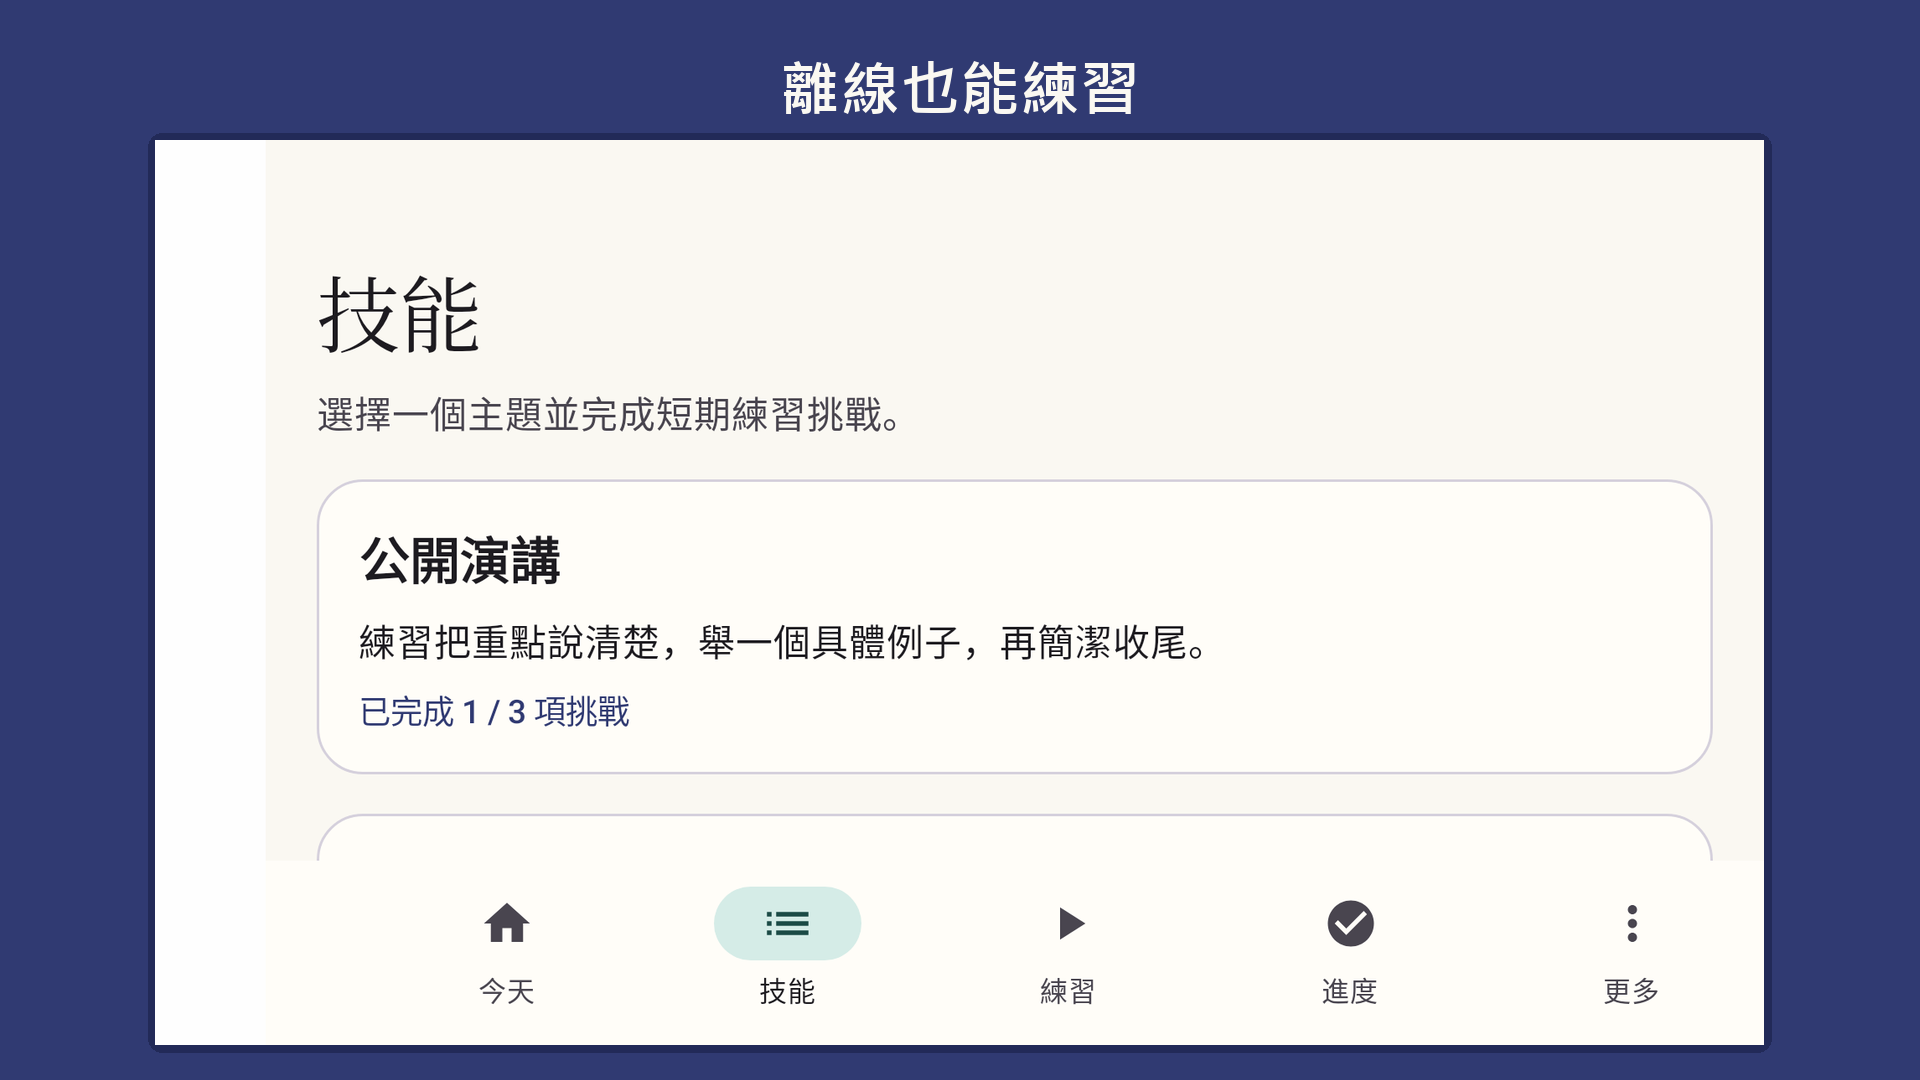 離線也能練習
技能
選擇一個主題並完成短期練習挑戰。
公開演講
練習把重點說清楚，舉一個具體例子，再簡潔收尾。
已完成 1 / 3 項挑戰
今天
技能
練習
進度
更多